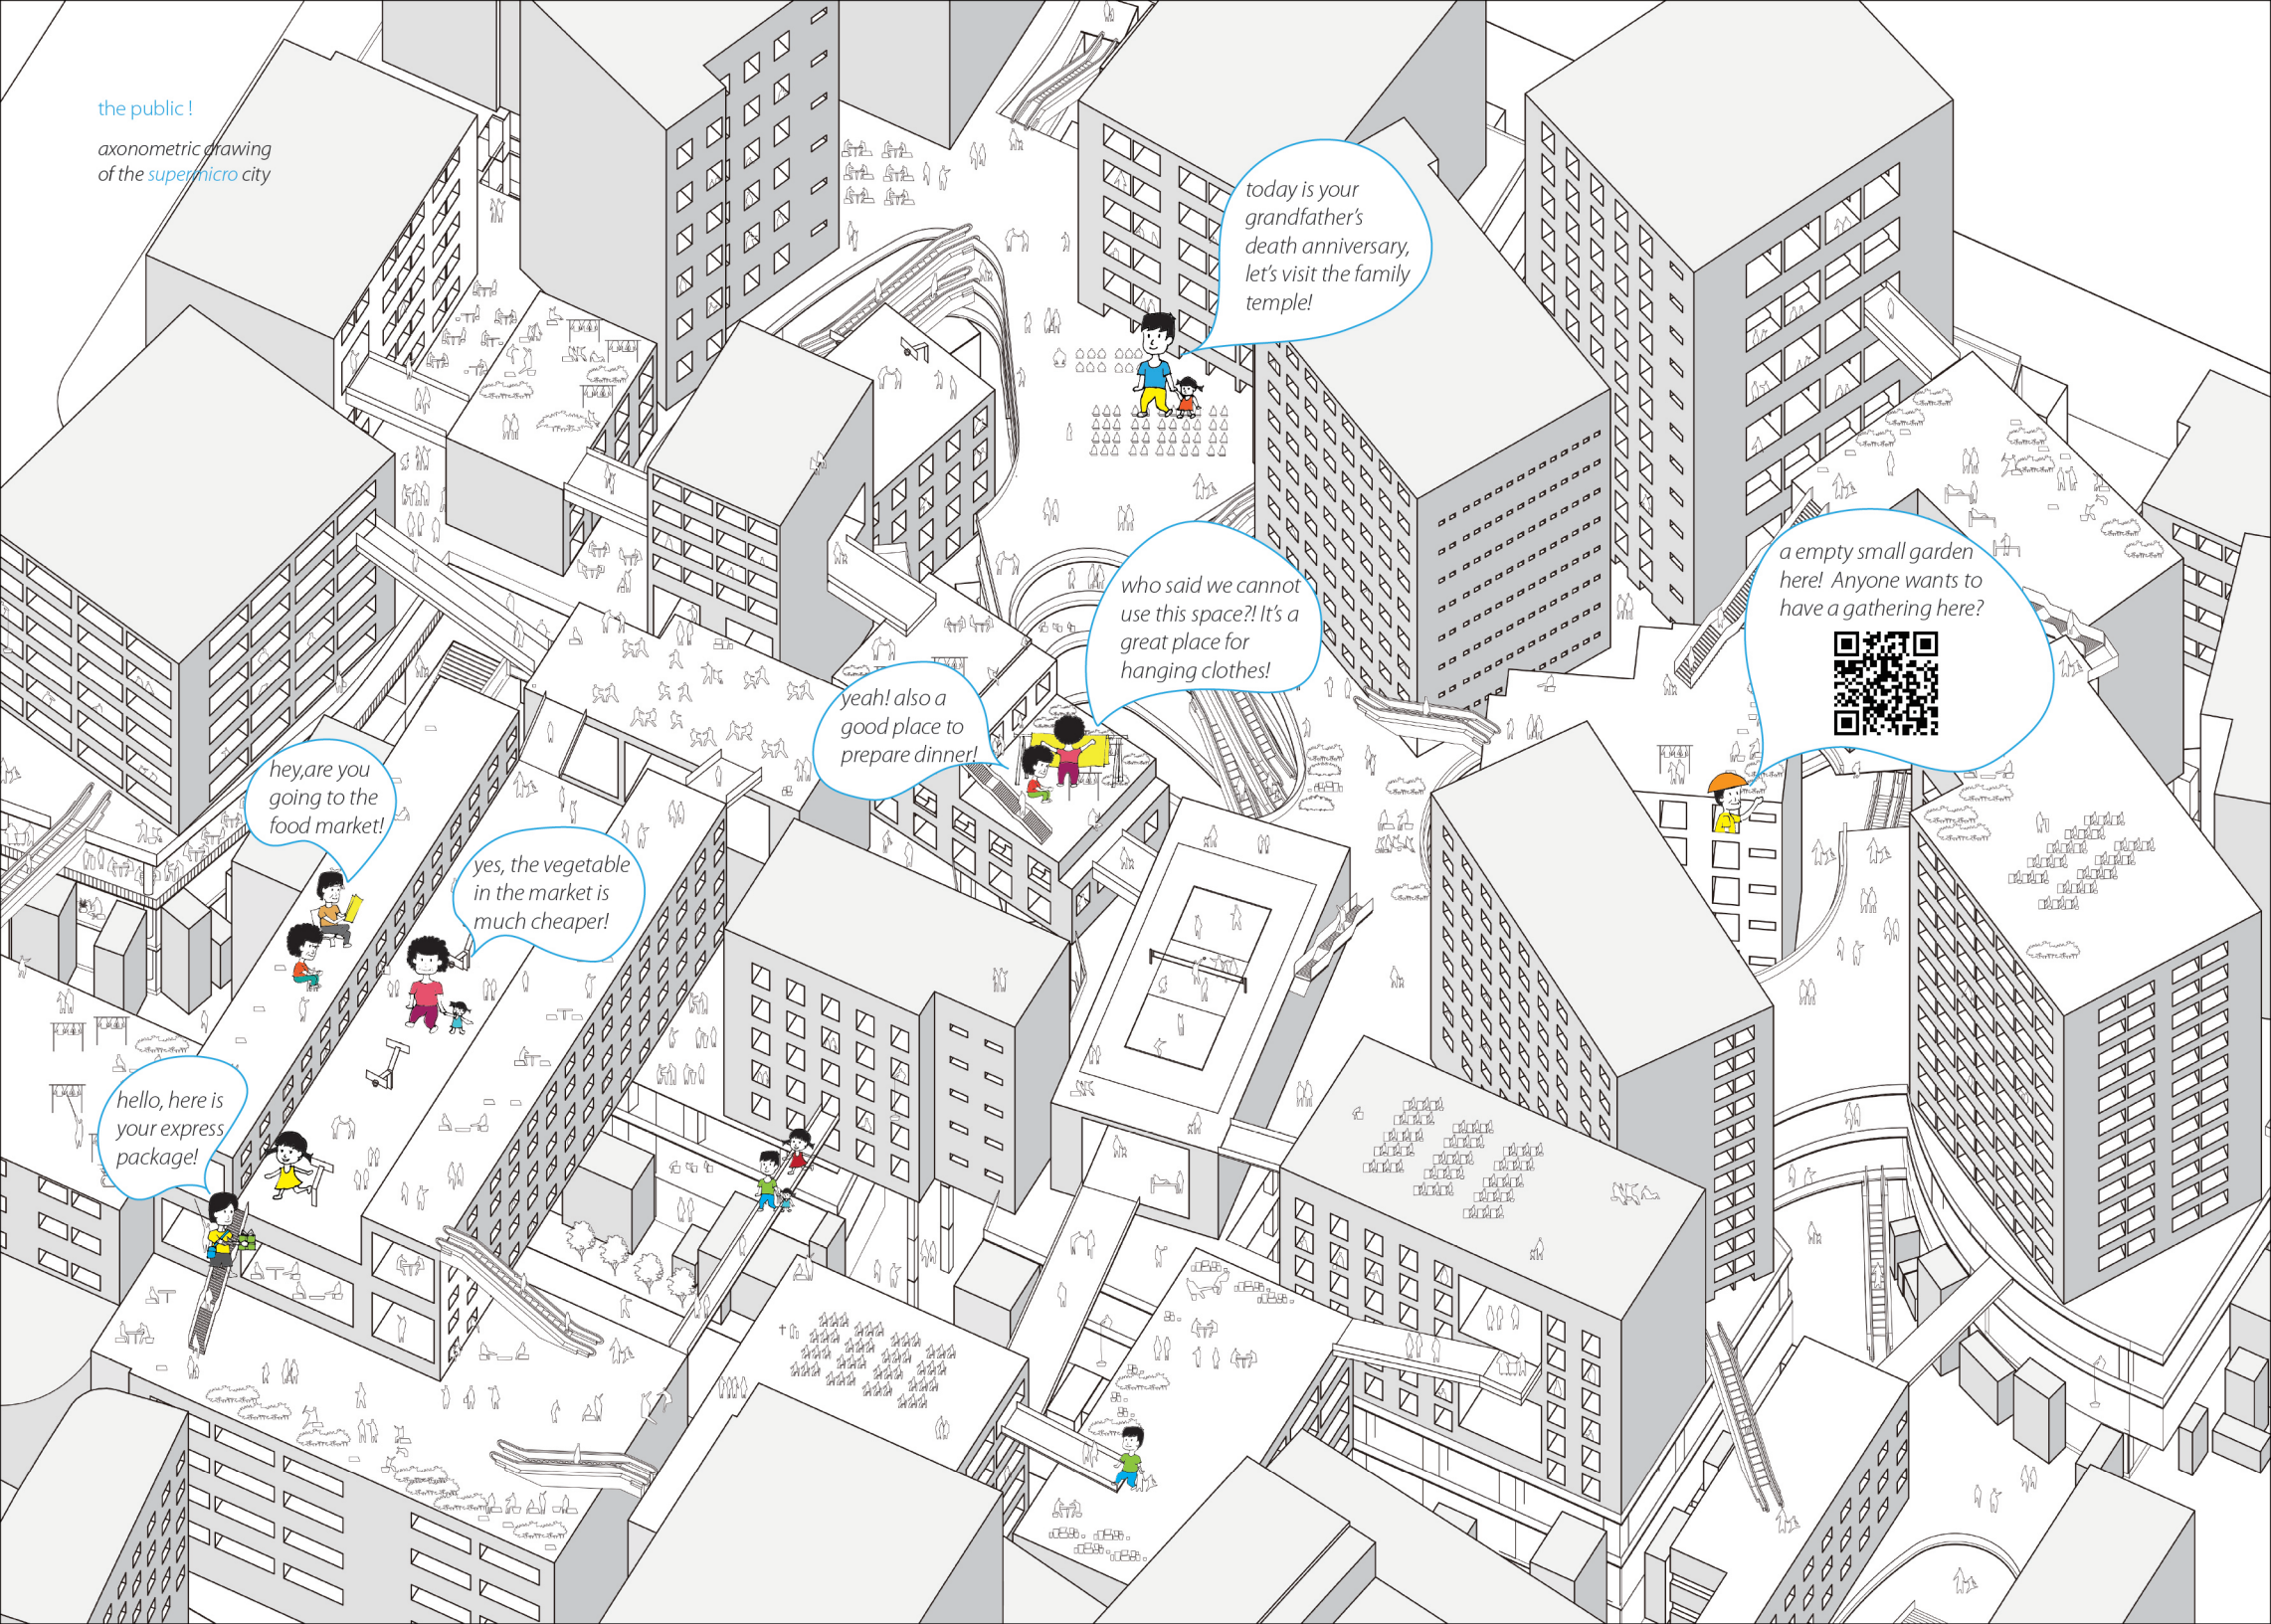 the public !
axonometric drawing
of the supermicro city
today is your
grandfather's
death anniversary,
let's visit the family
temple!
who said we cannot
use this space?! It's a
great place for
hanging clothes!
a empty small garden
here! Anyone wants to
have a gathering here?
yeah! also a
good place to
prepare dinner!
hey,are you
going to the
food market!
yes, the vegetable
in the market is
much cheaper!
hello, here is
your express
package!